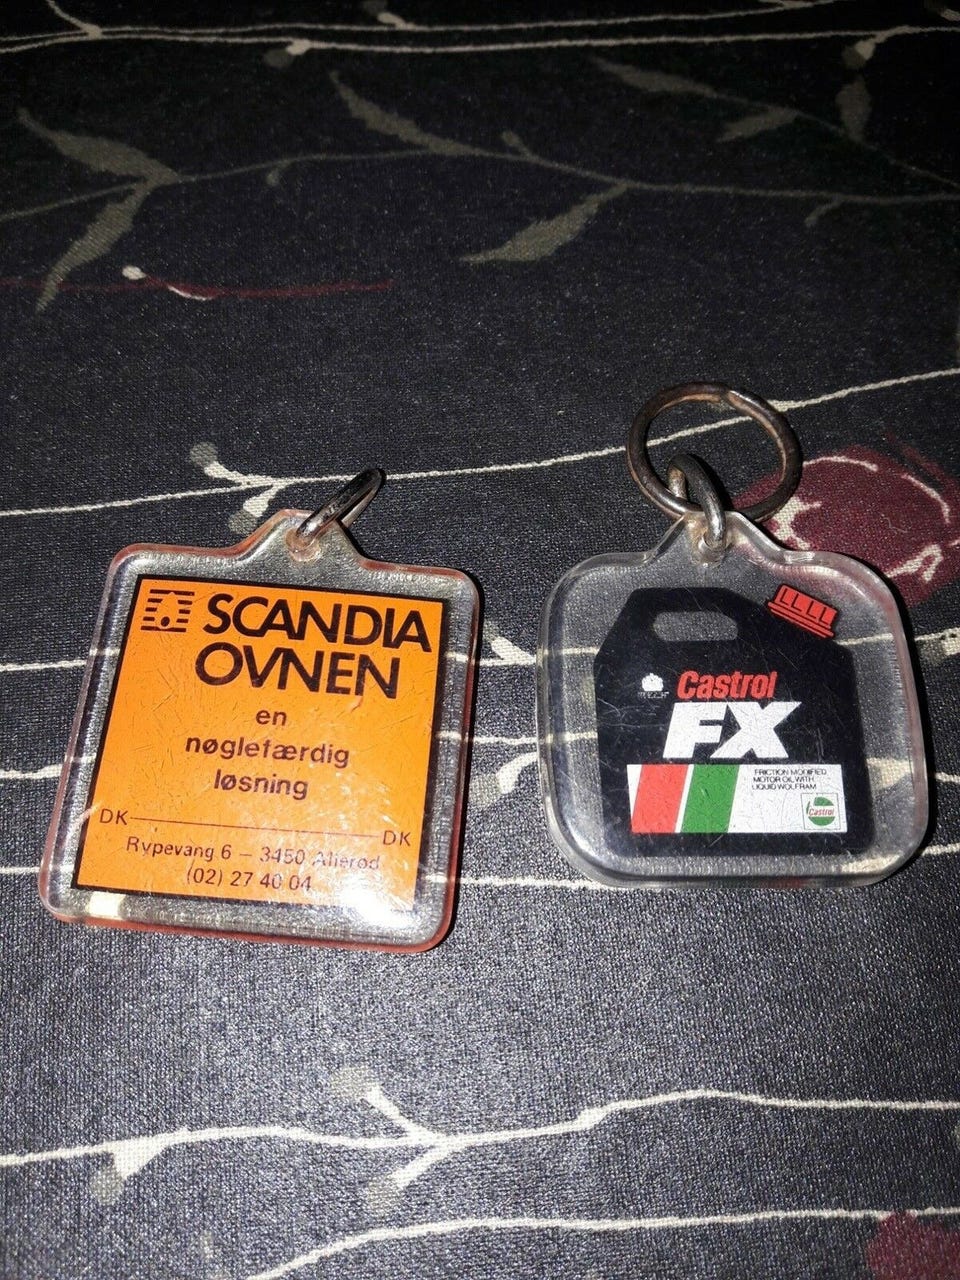 SCANDIA
OVNEN
en
nøglefærdig
løsning
DK DK
Rypevang 6 – 3450 Allerød
(02) 27 40 04
Castrol
FX
FRICTION MODIFIED
MOTOR OIL WITH
LIQUID WOLFRAM
Castrol